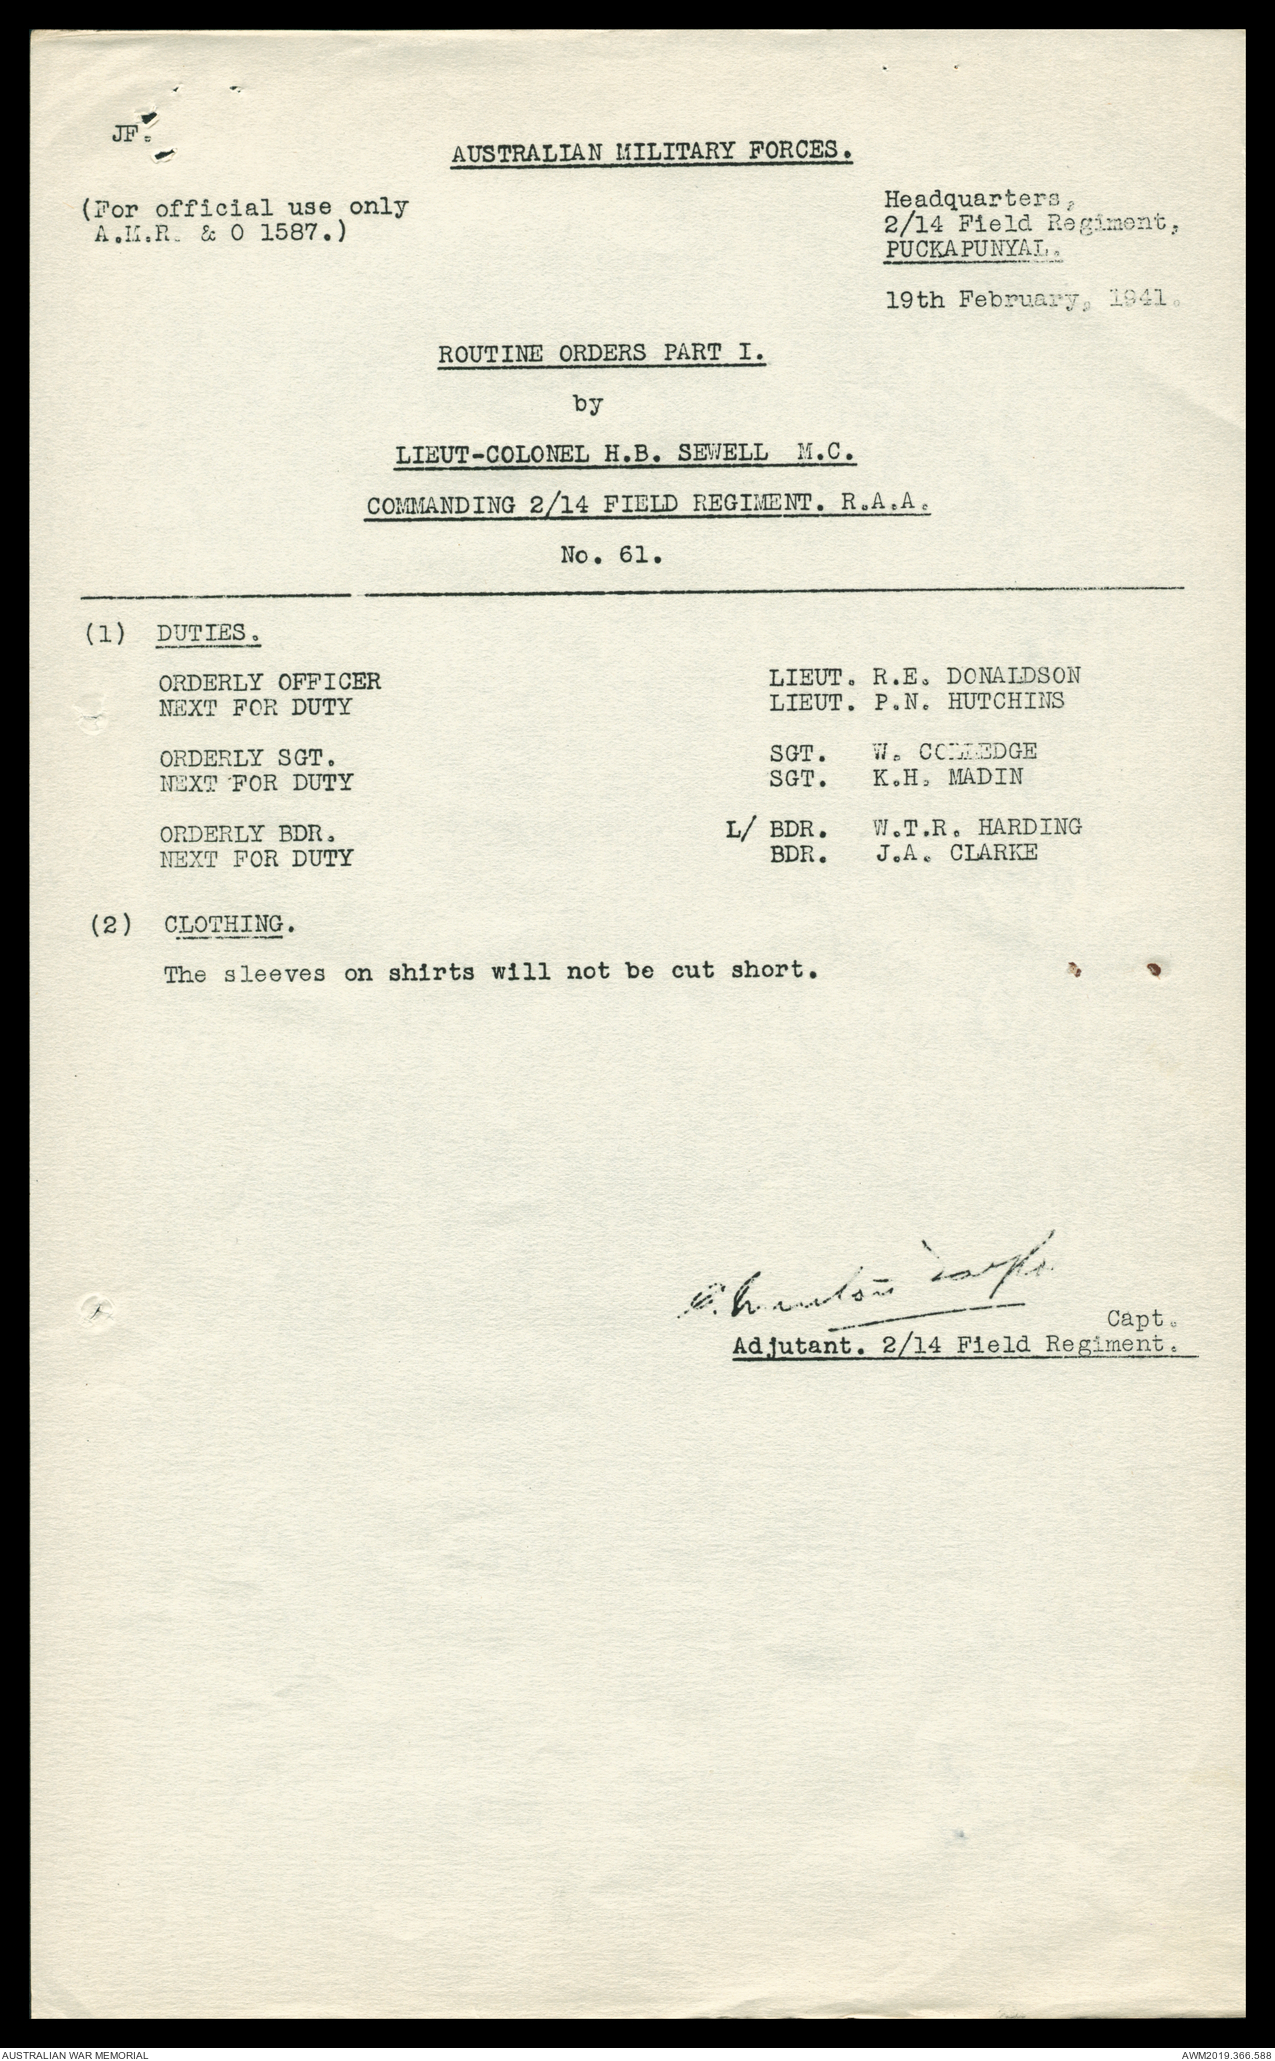 JF.
AUSTRALIAN MILITARY FORCES.
(For official use only
A.M.R. & O 1587.)
Headquarters,
2/14 Field Regiment,
PUCKAPUNYAL.
19th February, 1941.
ROUTINE ORDERS PART I.
by
LIEUT-COLONEL H.B. SEWELL M.C.
COMMANDING 2/14 FIELD REGIMENT. R.A.A.
No. 61.
(1) DUTIES.
ORDERLY OFFICER LIEUT. R.E. DONALDSON
NEXT FOR DUTY LIEUT. P.N. HUTCHINS
ORDERLY SGT. SGT. W. COLLEDGE
NEXT FOR DUTY SGT. K.H. MADIN
ORDERLY BDR. L/ BDR. W.T.R. HARDING
NEXT FOR DUTY BDR. J.A. CLARKE
(2) CLOTHING.
The sleeves on shirts will not be cut short.
Capt.
Adjutant. 2/14 Field Regiment.
AUSTRALIAN WAR MEMORIAL
AWM2019.366.588